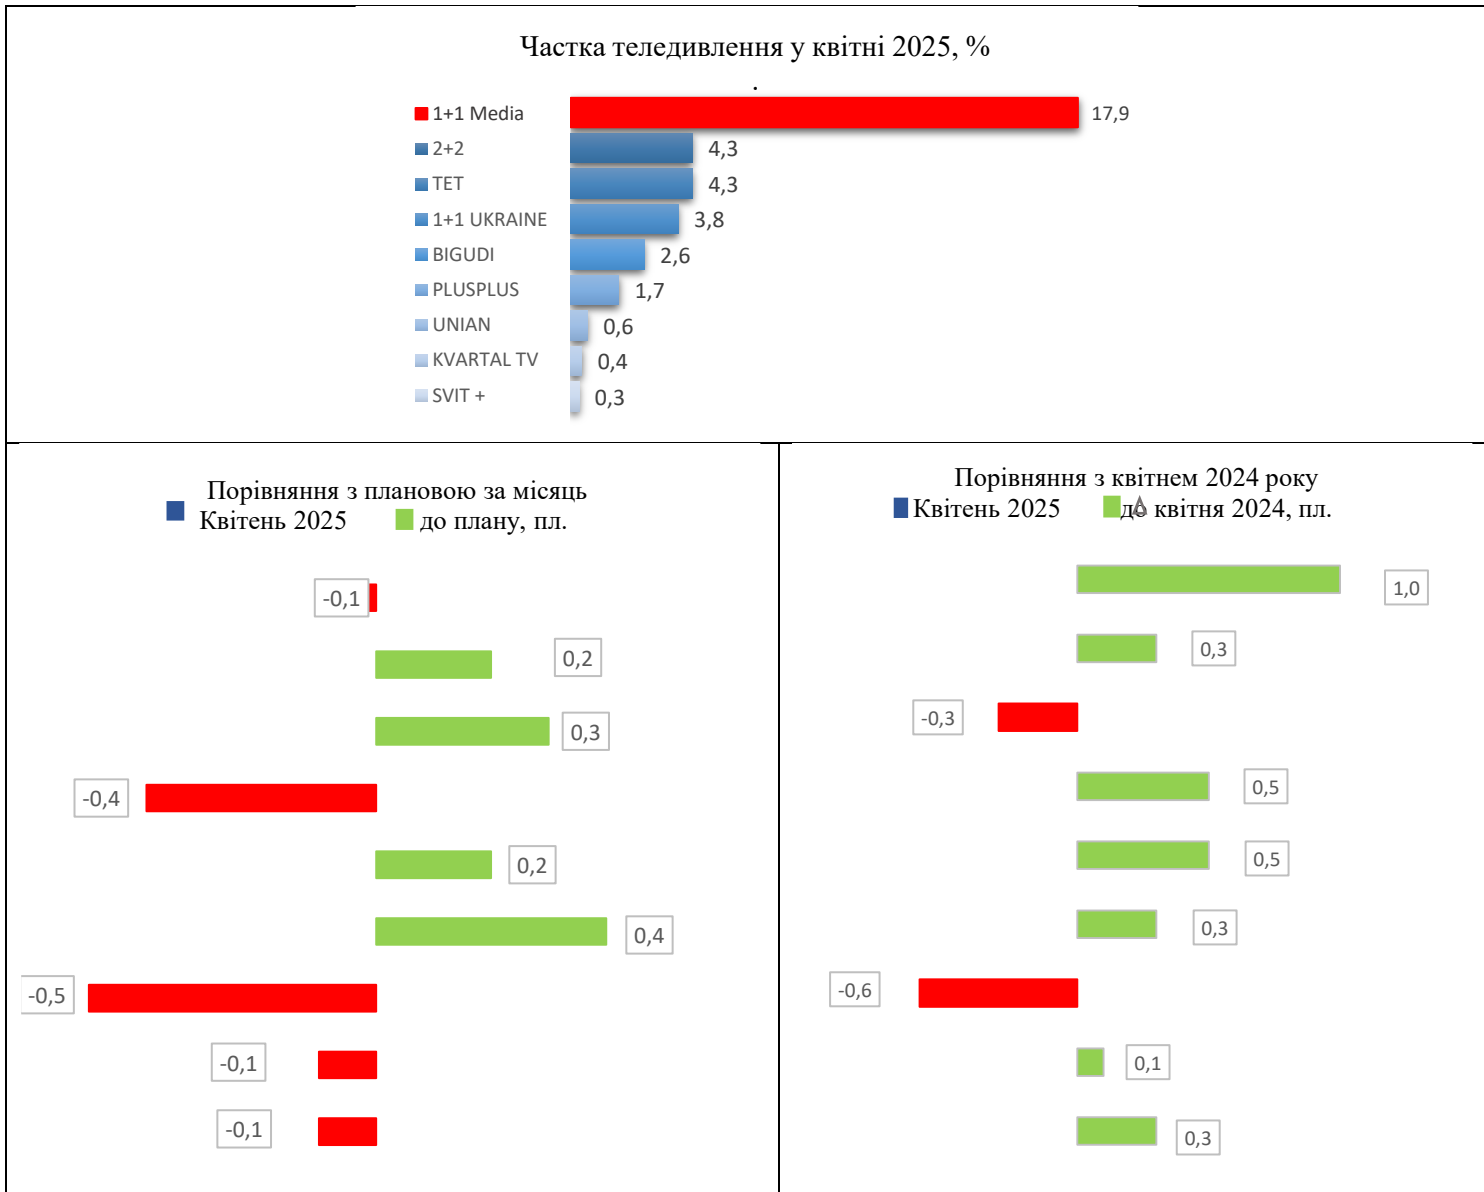 Частка теледивлення у квітні 2025, %
.
1+1 Media 17,9
2+2 4,3
ТЕТ 4,3
1+1 UKRAINE 3,8
BIGUDI 2,6
PLUSPLUS 1,7
UNIAN 0,6
KVARTAL TV 0,4
SVIT + 0,3
Порівняння з плановою за місяць
Квітень 2025 до плану, пл.
-0,1
0,2
0,3
-0,4
0,2
0,4
-0,5
-0,1
-0,1
Порівняння з квітнем 2024 року
Квітень 2025 Δ до квітня 2024, пл.
1,0
0,3
-0,3
0,5
0,5
0,3
-0,6
0,1
0,3